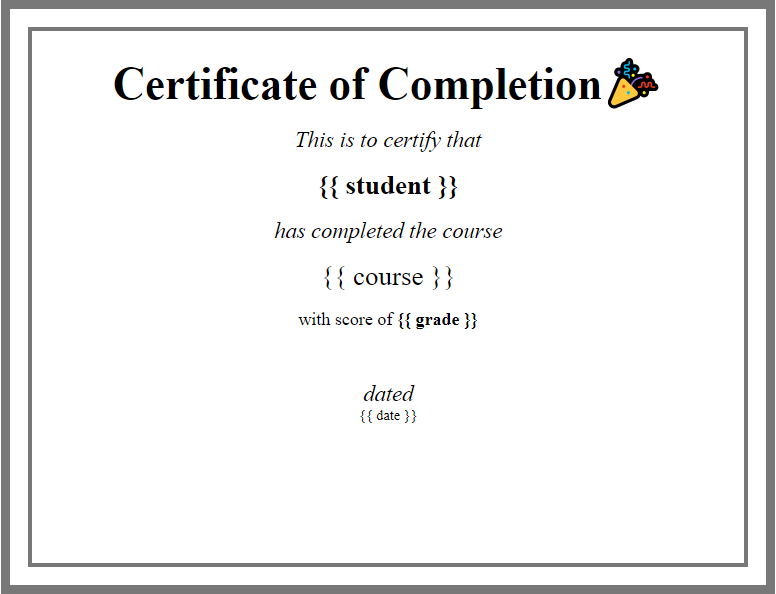 Certificate of Completion
This is to certify that
{{ student }}
has completed the course
{{ course }}
with score of {{ grade }}
dated
{{ date }}